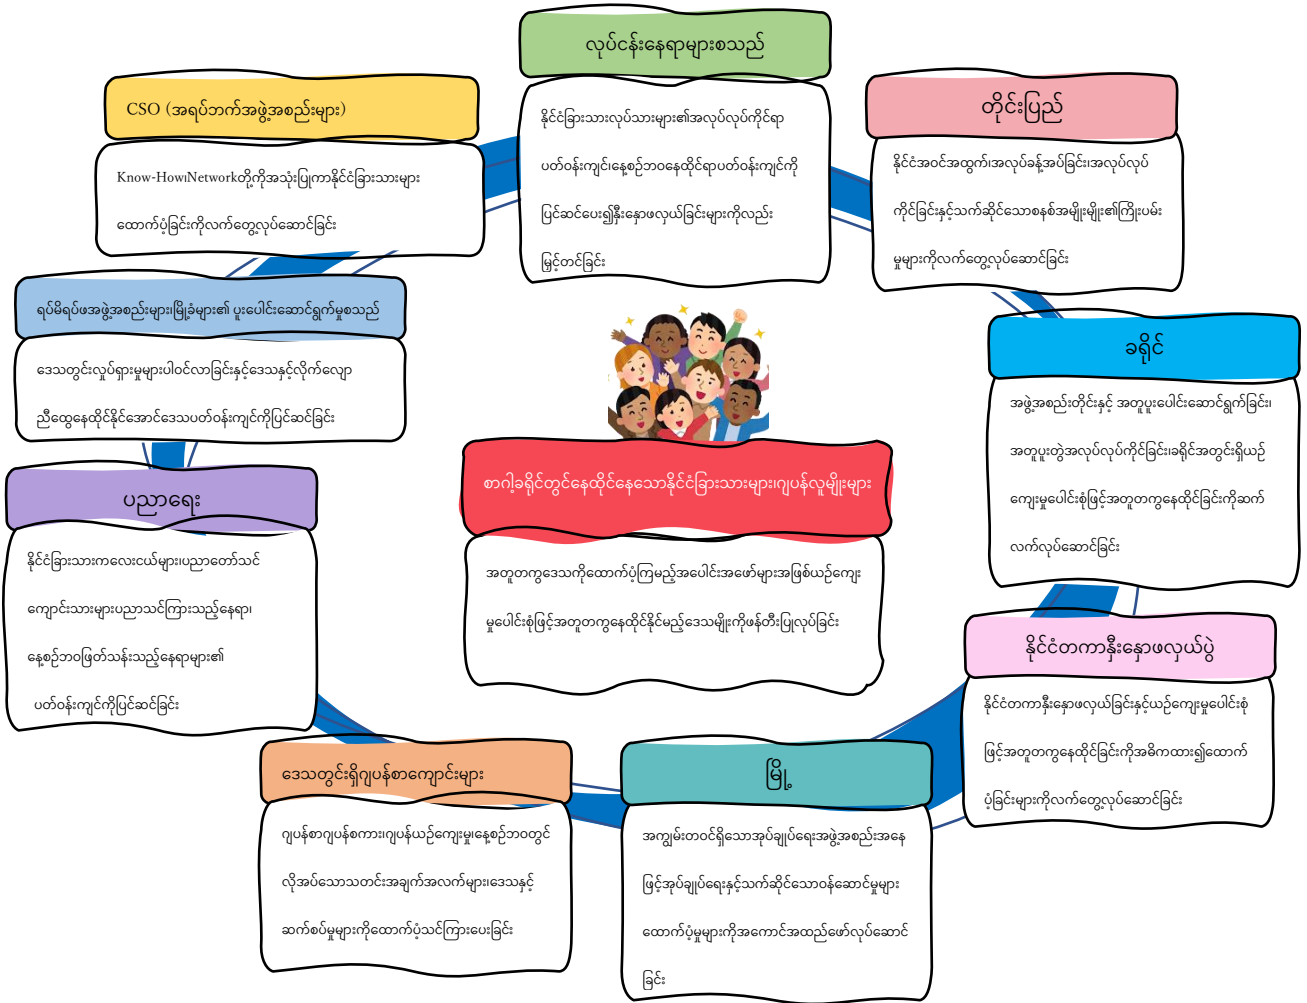 လုပ်ငန်းနေရာများစသည်
နိုင်ငံခြားသားလုပ်သားများ၏အလုပ်လုပ်ကိုင်ရာ
ပတ်ဝန်းကျင်၊နေ့စဉ်ဘဝနေထိုင်ရာပတ်ဝန်းကျင်ကို
ပြင်ဆင်ပေး၍နှီးနှောဖလှယ်ခြင်းများကိုလည်း
မြှင့်တင်ခြင်း
တိုင်းပြည်
နိုင်ငံအဝင်အထွက်၊အလုပ်ခန့်အပ်ခြင်း၊အလုပ်လုပ်
ကိုင်ခြင်းနှင့်သက်ဆိုင်သောစနစ်အမျိုးမျိုး၏ကြိုးပမ်း
မှုများကိုလက်တွေ့လုပ်ဆောင်ခြင်း
ခရိုင်
အဖွဲ့အစည်းတိုင်းနှင့် အတူပူးပေါင်းဆောင်ရွက်ခြင်း၊
အတူပူးတွဲအလုပ်လုပ်ကိုင်ခြင်း၊ခရိုင်အတွင်းရှိယဉ်
ကျေးမှုပေါင်းစုံဖြင့်အတူတကွနေထိုင်ခြင်းကိုဆက်
လက်လုပ်ဆောင်ခြင်း
နိုင်ငံတကာနှီးနှောဖလှယ်ပွဲ
နိုင်ငံတကာနှီးနှောဖလှယ်ခြင်းနှင့်ယဉ်ကျေးမှုပေါင်းစုံ
ဖြင့်အတူတကွနေထိုင်ခြင်းကိုအဓိကထား၍ထောက်
ပံ့ခြင်းများကိုလက်တွေ့လုပ်ဆောင်ခြင်း
မြို့
အကျွမ်းတဝင်ရှိသောအုပ်ချုပ်ရေးအဖွဲ့အစည်းအနေ
ဖြင့်အုပ်ချုပ်ရေးနှင့်သက်ဆိုင်သောဝန်ဆောင်မှုများ
ထောက်ပံ့မှုများကိုအကောင်အထည်ဖော်လုပ်ဆောင်
ခြင်း
ဒေသတွင်းရှိဂျပန်စာကျောင်းများ
ဂျပန်စာဂျပန်စကား၊ဂျပန်ယဉ်ကျေးမှု၊နေ့စဉ်ဘဝတွင်
လိုအပ်သောသတင်းအချက်အလက်များ၊ဒေသနှင့်
ဆက်စပ်မှုများကိုထောက်ပံ့သင်ကြားပေးခြင်း
ပညာရေး
နိုင်ငံခြားသားကလေးငယ်များ၊ပညာတော်သင်
ကျောင်းသားများပညာသင်ကြားသည့်နေရာ၊
နေ့စဉ်ဘဝဖြတ်သန်းသည့်နေရာများ၏
ပတ်ဝန်းကျင်ကိုပြင်ဆင်ခြင်း
ရပ်မိရပ်ဖအဖွဲ့အစည်းများ၊မြို့ခံများ၏ ပူးပေါင်းဆောင်ရွက်မှုစသည်
ဒေသတွင်းလှုပ်ရှားမှုများပါဝင်လာခြင်းနှင့်ဒေသနှင့်လိုက်လျော
ညီထွေနေထိုင်နိုင်အောင်ဒေသပတ်ဝန်းကျင်ကိုပြင်ဆင်ခြင်း
CSO (အရပ်ဘက်အဖွဲ့အစည်းများ)
Know-How၊Networkတို့ကိုအသုံးပြုကာနိုင်ငံခြားသားများ
ထောက်ပံ့ခြင်းကိုလက်တွေ့လုပ်ဆောင်ခြင်း
စာဂါ့ခရိုင်တွင်နေထိုင်နေသောနိုင်ငံခြားသားများ၊ဂျပန်လူမျိုးများ
အတူတကွဒေသကိုထောက်ပံ့ကြမည့်အပေါင်းအဖော်များအဖြစ်ယဉ်ကျေး
မှုပေါင်းစုံဖြင့်အတူတကွနေထိုင်နိုင်မည့်ဒေသမျိုးကိုဖန်တီးပြုလုပ်ခြင်း